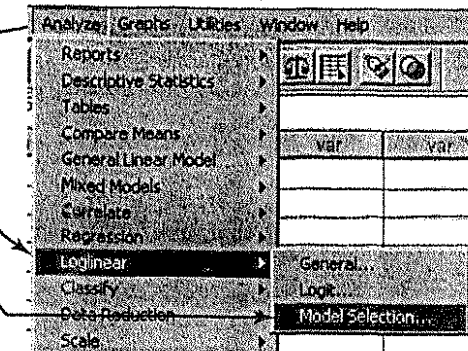 Analyze Graphs Utilities Window Help
Reports
Descriptive Statistics
Tables
Compare Means
var var
General Linear Model
Mixed Models
Correlate
Regression
Loglinear
General...
Classify
Logit...
Data Reduction
Model Selection...
Scale